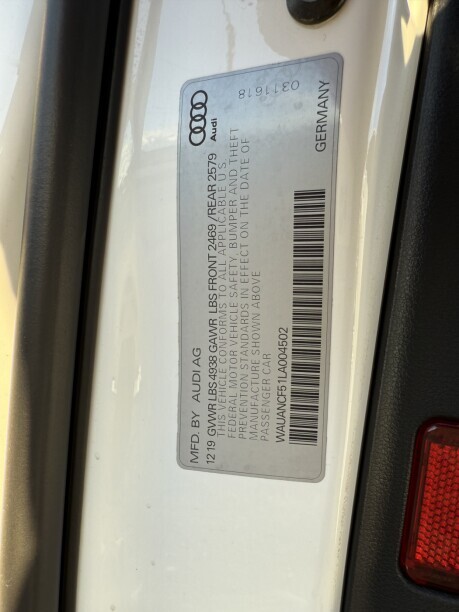 MFD. BY AUDI AG
12 19 GVWR LBS 4938 GAWR LBS FRONT 2469 / REAR 2579
THIS VEHICLE CONFORMS TO ALL APPLICABLE U.S.
FEDERAL MOTOR VEHICLE SAFETY, BUMPER AND THEFT
PREVENTION STANDARDS IN EFFECT ON THE DATE OF
MANUFACTURE SHOWN ABOVE
PASSENGER CAR
WAUANCF51LA004502
Audi
0311618
GERMANY